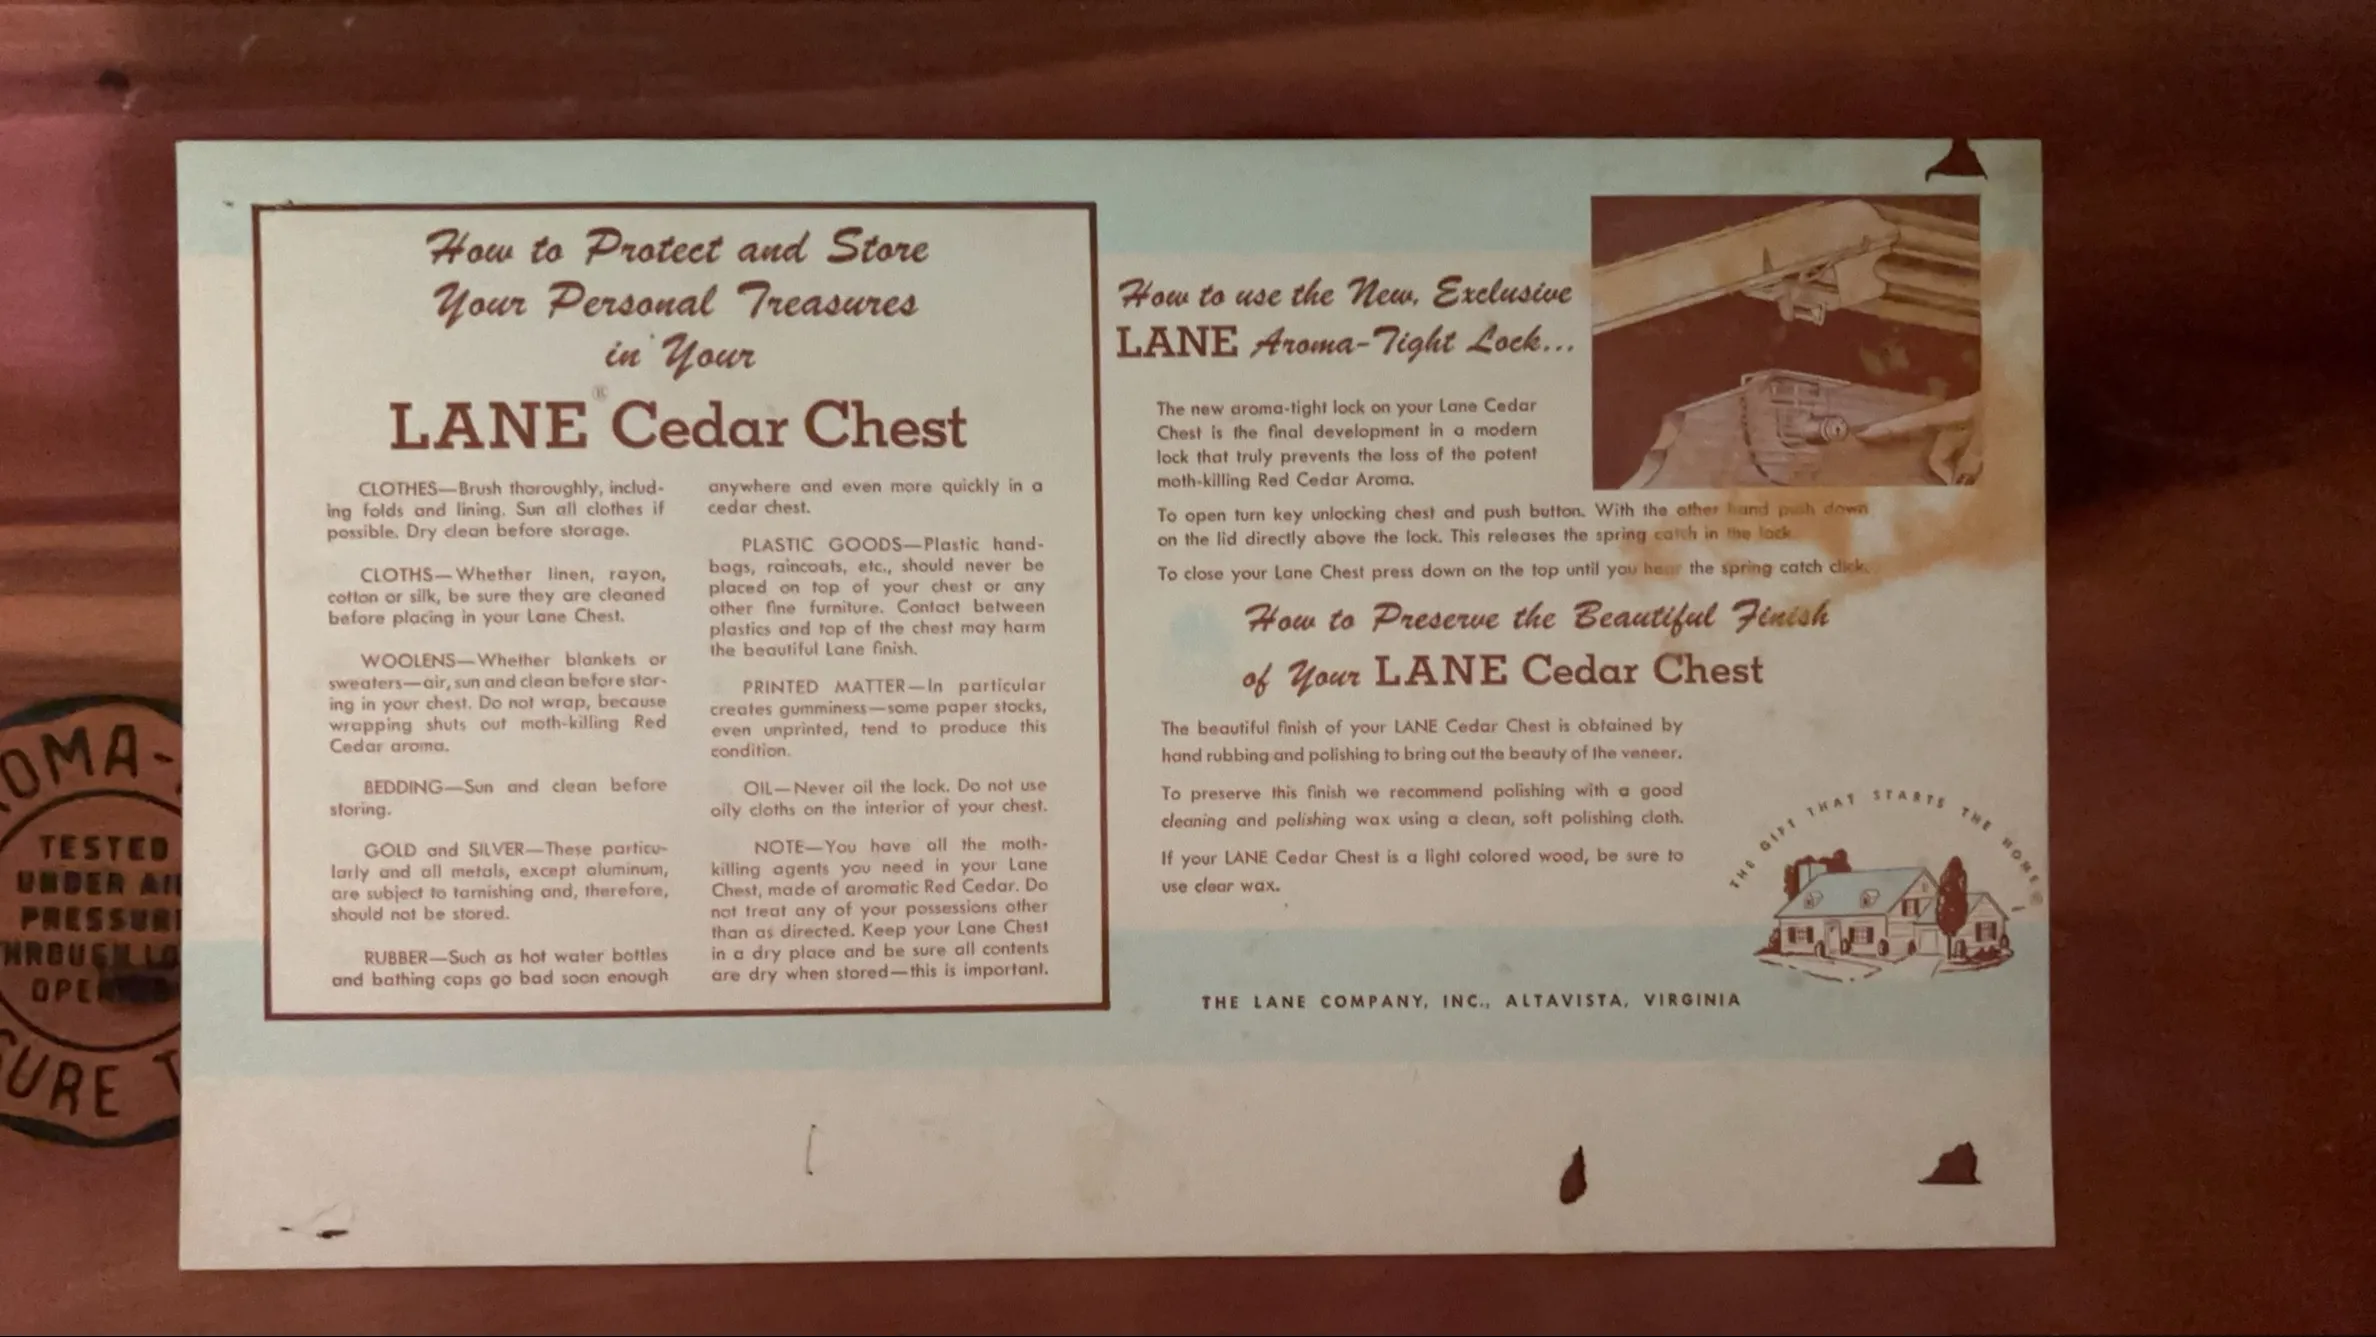 How to Protect and Store
Your Personal Treasures
in Your
LANE® Cedar Chest
CLOTHES—Brush thoroughly, includ-
ing folds and lining. Sun all clothes if
possible. Dry clean before storage.
CLOTHS—Whether linen, rayon,
cotton or silk, be sure they are cleaned
before placing in your Lane Chest.
WOOLENS—Whether blankets or
sweaters—air, sun and clean before stor-
ing in your chest. Do not wrap, because
wrapping shuts out moth-killing Red
Cedar aroma.
BEDDING—Sun and clean before
storing.
GOLD and SILVER—These particu-
larly and all metals, except aluminum,
are subject to tarnishing and, therefore,
should not be stored.
RUBBER—Such as hot water bottles
and bathing caps go bad soon enough
anywhere and even more quickly in a
cedar chest.
PLASTIC GOODS—Plastic hand-
bags, raincoats, etc., should never be
placed on top of your chest or any
other fine furniture. Contact between
plastics and top of the chest may harm
the beautiful Lane finish.
PRINTED MATTER—In particular
creates gumminess—some paper stocks,
even unprinted, tend to produce this
condition.
OIL—Never oil the lock. Do not use
oily cloths on the interior of your chest.
NOTE—You have all the moth-
killing agents you need in your Lane
Chest, made of aromatic Red Cedar. Do
not treat any of your possessions other
than as directed. Keep your Lane Chest
in a dry place and be sure all contents
are dry when stored—this is important.
How to use the New, Exclusive
LANE Aroma-Tight Lock...
The new aroma-tight lock on your Lane Cedar
Chest is the final development in a modern
lock that truly prevents the loss of the potent
moth-killing Red Cedar Aroma.
To open turn key unlocking chest and push button. With the other hand push down
on the lid directly above the lock. This releases the spring catch in the lock.
To close your Lane Chest press down on the top until you hear the spring catch click.
How to Preserve the Beautiful Finish
of Your LANE Cedar Chest
The beautiful finish of your LANE Cedar Chest is obtained by
hand rubbing and polishing to bring out the beauty of the veneer.
To preserve this finish we recommend polishing with a good
cleaning and polishing wax using a clean, soft polishing cloth.
If your LANE Cedar Chest is a light colored wood, be sure to
use clear wax.
THE GIFT THAT STARTS THE HOME®
THE LANE COMPANY, INC., ALTAVISTA, VIRGINIA
OMA-
TESTED
UNDER AI
PRESSUR
HROUGH LO
OPE
SURE T